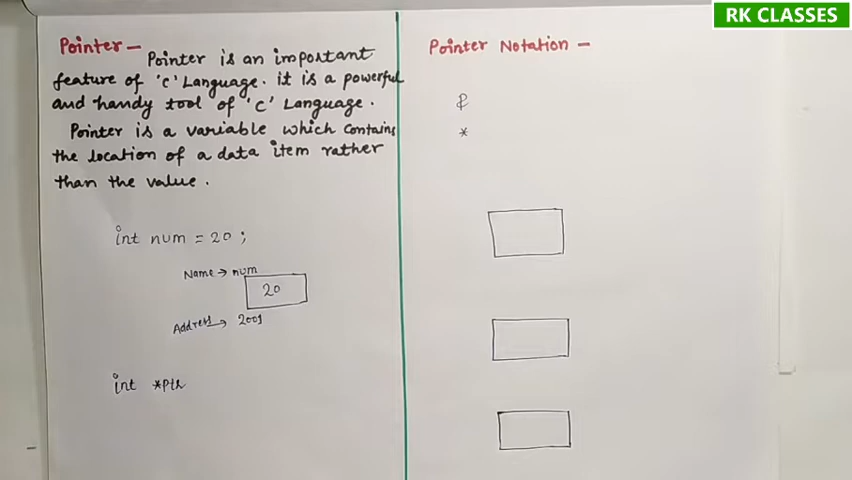 RK CLASSES
Pointer -
Pointer is an important
feature of 'C' Language. it is a powerful
and handy tool of 'C' Language.
Pointer is a variable which contains
the location of a data item rather
than the value.
int num = 20 ;
Name → num
20
Address → 2001
int *ptr
Pointer Notation -
&
*